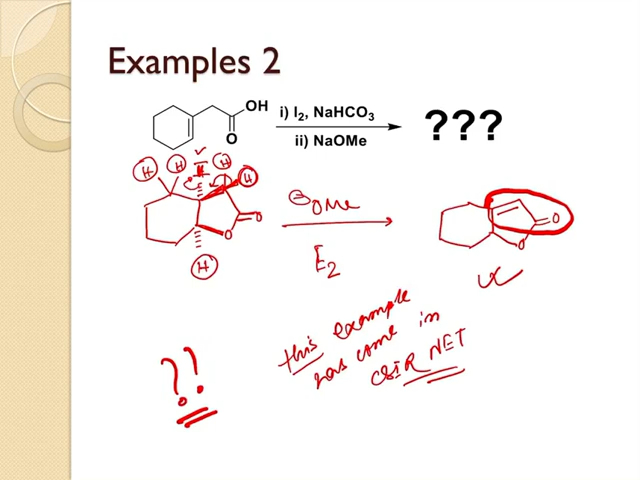 Examples 2
OH
O
i) I2, NaHCO3
ii) NaOMe
???
H H I H
H
O
O
H
⊖OMe
E2
O
O
this example
has come in
CSIR NET
??